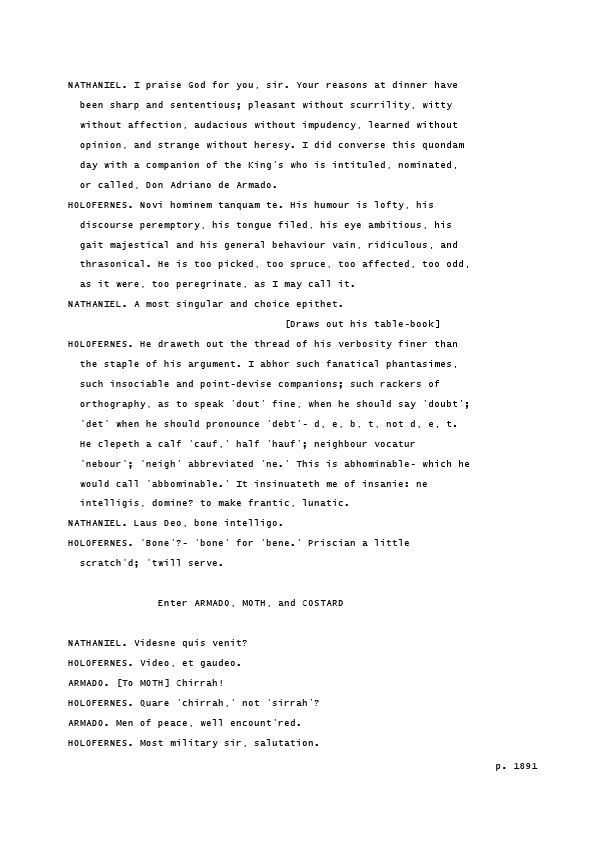 NATHANIEL. I praise God for you, sir. Your reasons at dinner have
been sharp and sententious; pleasant without scurrility, witty
without affection, audacious without impudency, learned without
opinion, and strange without heresy. I did converse this quondam
day with a companion of the King's who is intituled, nominated,
or called, Don Adriano de Armado.
HOLOFERNES. Novi hominem tanquam te. His humour is lofty, his
discourse peremptory, his tongue filed, his eye ambitious, his
gait majestical and his general behaviour vain, ridiculous, and
thrasonical. He is too picked, too spruce, too affected, too odd,
as it were, too peregrinate, as I may call it.
NATHANIEL. A most singular and choice epithet.
[Draws out his table-book]
HOLOFERNES. He draweth out the thread of his verbosity finer than
the staple of his argument. I abhor such fanatical phantasimes,
such insociable and point-devise companions; such rackers of
orthography, as to speak 'dout' fine, when he should say 'doubt';
'det' when he should pronounce 'debt'- d, e, b, t, not d, e, t.
He clepeth a calf 'cauf,' half 'hauf'; neighbour vocatur
'nebour'; 'neigh' abbreviated 'ne.' This is abhominable- which he
would call 'abbominable.' It insinuateth me of insanie: ne
intelligis, domine? to make frantic, lunatic.
NATHANIEL. Laus Deo, bone intelligo.
HOLOFERNES. 'Bone'?- 'bone' for 'bene.' Priscian a little
scratch'd; 'twill serve.
Enter ARMADO, MOTH, and COSTARD
NATHANIEL. Videsne quis venit?
HOLOFERNES. Video, et gaudeo.
ARMADO. [To MOTH] Chirrah!
HOLOFERNES. Quare 'chirrah,' not 'sirrah'?
ARMADO. Men of peace, well encount'red.
HOLOFERNES. Most military sir, salutation.
p. 1891